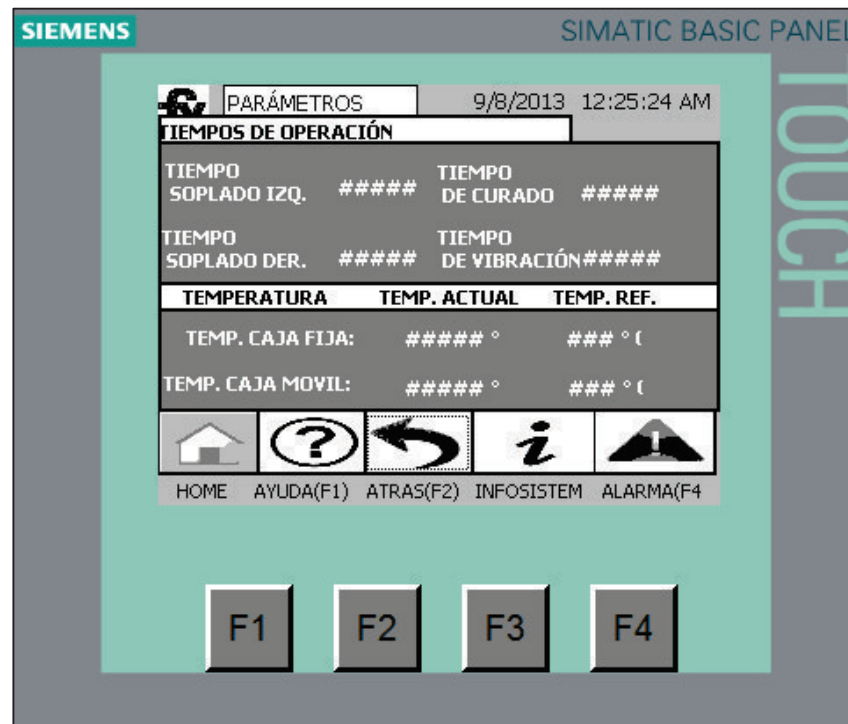 SIEMENS SIMATIC BASIC PANEL
TOUCH
PARÁMETROS 9/8/2013 12:25:24 AM
TIEMPOS DE OPERACIÓN
TIEMPO TIEMPO
SOPLADO IZQ. ##### DE CURADO #####
TIEMPO TIEMPO
SOPLADO DER. ##### DE VIBRACIÓN #####
TEMPERATURA TEMP. ACTUAL TEMP. REF.
TEMP. CAJA FIJA: ##### ° ### ° (
TEMP. CAJA MOVIL: ##### ° ### ° (
HOME AYUDA(F1) ATRAS(F2) INFOSISTEM ALARMA(F4
F1 F2 F3 F4